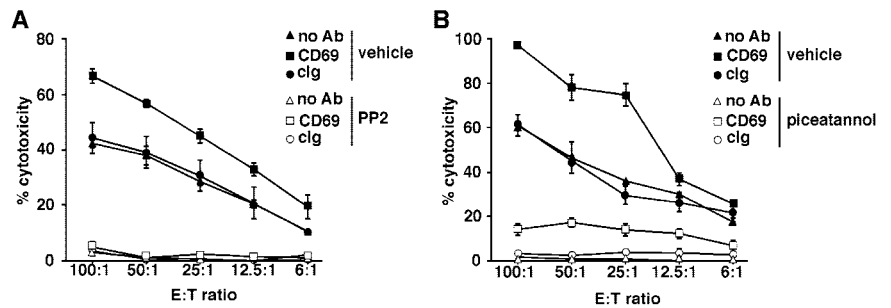 A
% cytotoxicity
80
60
40
20
0
100:1 50:1 25:1 12.5:1 6:1
E:T ratio
no Ab
CD69
cIg
vehicle
no Ab
CD69
cIg
PP2
B
% cytotoxicity
100
80
60
40
20
0
100:1 50:1 25:1 12.5:1 6:1
E:T ratio
no Ab
CD69
cIg
vehicle
no Ab
CD69
cIg
piceatannol